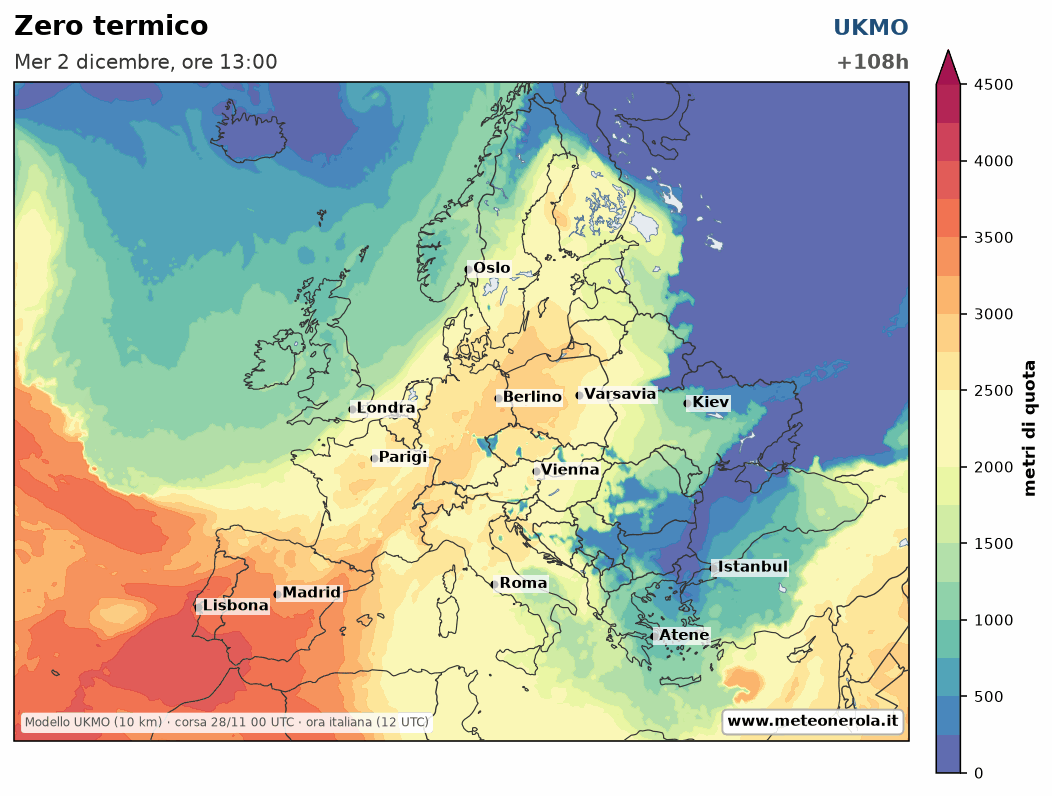 Zero termico
UKMO
Mer 2 dicembre, ore 13:00
+108h
4500
4000
3500
3000
2500
2000
1500
1000
500
0
metri di quota
Oslo
Londra
Berlino
Varsavia
Kiev
Parigi
Vienna
Istanbul
Roma
Madrid
Lisbona
Atene
Modello UKMO (10 km) · corsa 28/11 00 UTC · ora italiana (12 UTC)
www.meteonerola.it